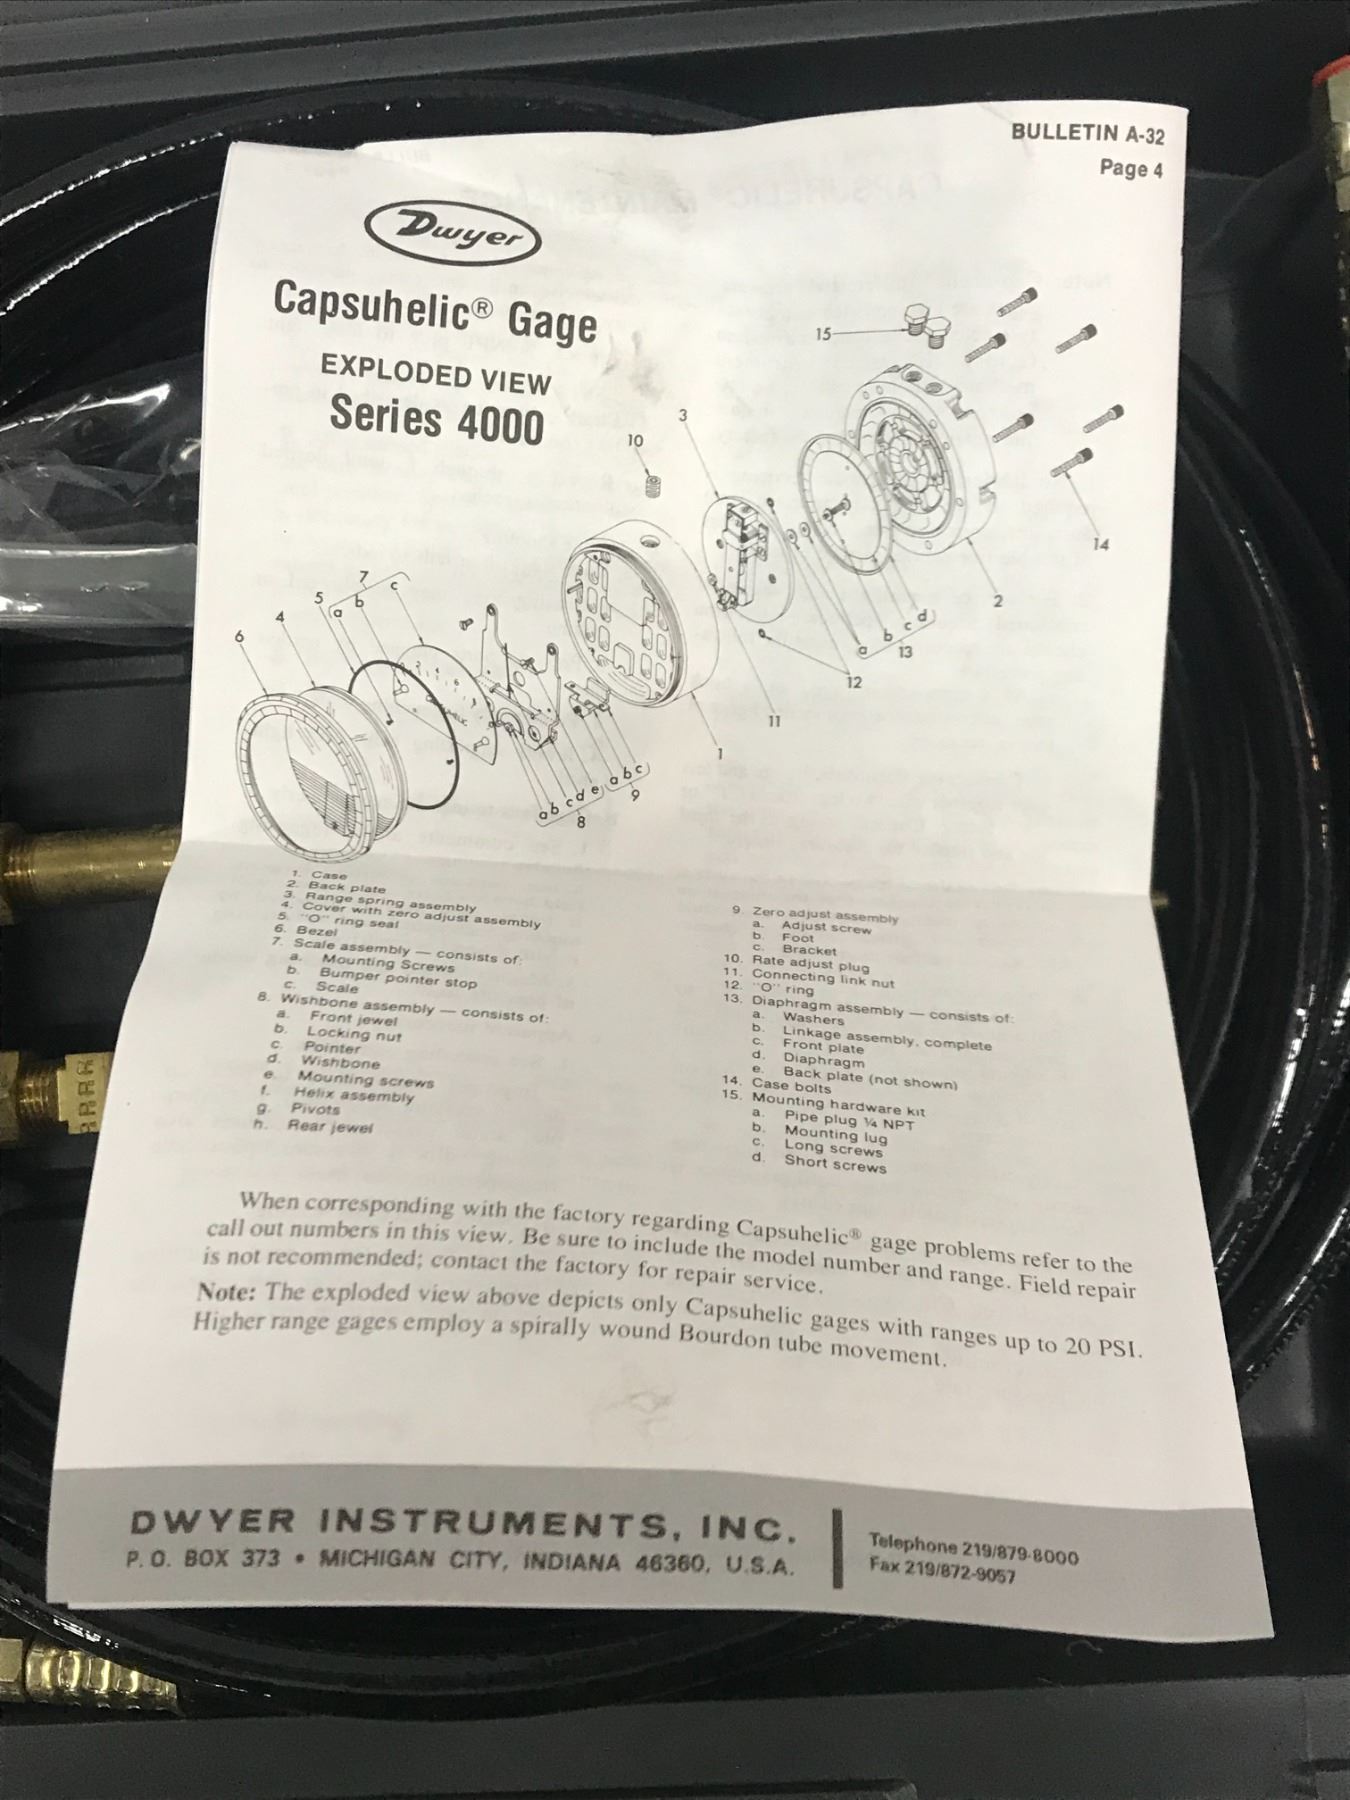 BULLETIN A-32
Page 4
Dwyer
Capsuhelic® Gage
EXPLODED VIEW
Series 4000
15
3
10
14
2
7
c
5
b
a
4
6
d
c
b
a
13
12
11
1
a b c
9
a b c d e
8
1. Case
2. Back plate
3. Range spring assembly
4. Cover with zero adjust assembly
5. "O" ring seal
6. Bezel
7. Scale assembly — consists of:
a. Mounting Screws
b. Bumper pointer stop
c. Scale
8. Wishbone assembly — consists of:
a. Front jewel
b. Locking nut
c. Pointer
d. Wishbone
e. Mounting screws
f. Helix assembly
g. Pivots
h. Rear jewel
9. Zero adjust assembly
a. Adjust screw
b. Foot
c. Bracket
10. Rate adjust plug
11. Connecting link nut
12. "O" ring
13. Diaphragm assembly — consists of:
a. Washers
b. Linkage assembly, complete
c. Front plate
d. Diaphragm
e. Back plate (not shown)
14. Case bolts
15. Mounting hardware kit
a. Pipe plug ¼ NPT
b. Mounting lug
c. Long screws
d. Short screws
When corresponding with the factory regarding Capsuhelic® gage problems refer to the
call out numbers in this view. Be sure to include the model number and range. Field repair
is not recommended; contact the factory for repair service.
Note: The exploded view above depicts only Capsuhelic gages with ranges up to 20 PSI.
Higher range gages employ a spirally wound Bourdon tube movement.
DWYER INSTRUMENTS, INC.
P.O. BOX 373 • MICHIGAN CITY, INDIANA 46360, U.S.A.
Telephone 219/879-8000
Fax 219/872-9057